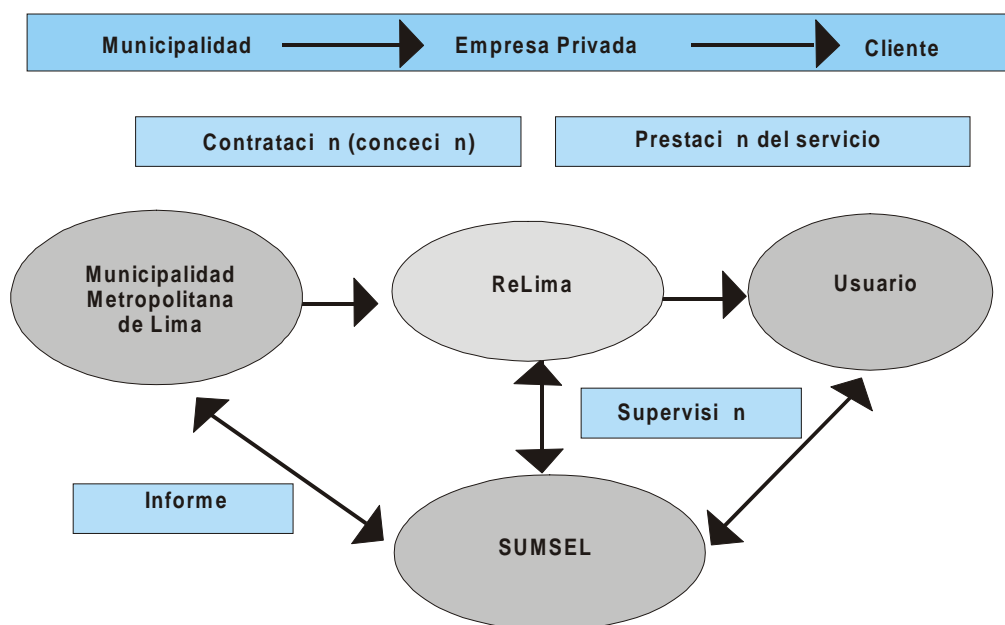 Municipalidad Empresa Privada Cliente
Contrataci n (conceci n) Prestaci n del servicio
Municipalidad
Metropolitana
de Lima
ReLima
Usuario
Supervisi n
Informe
SUMSEL